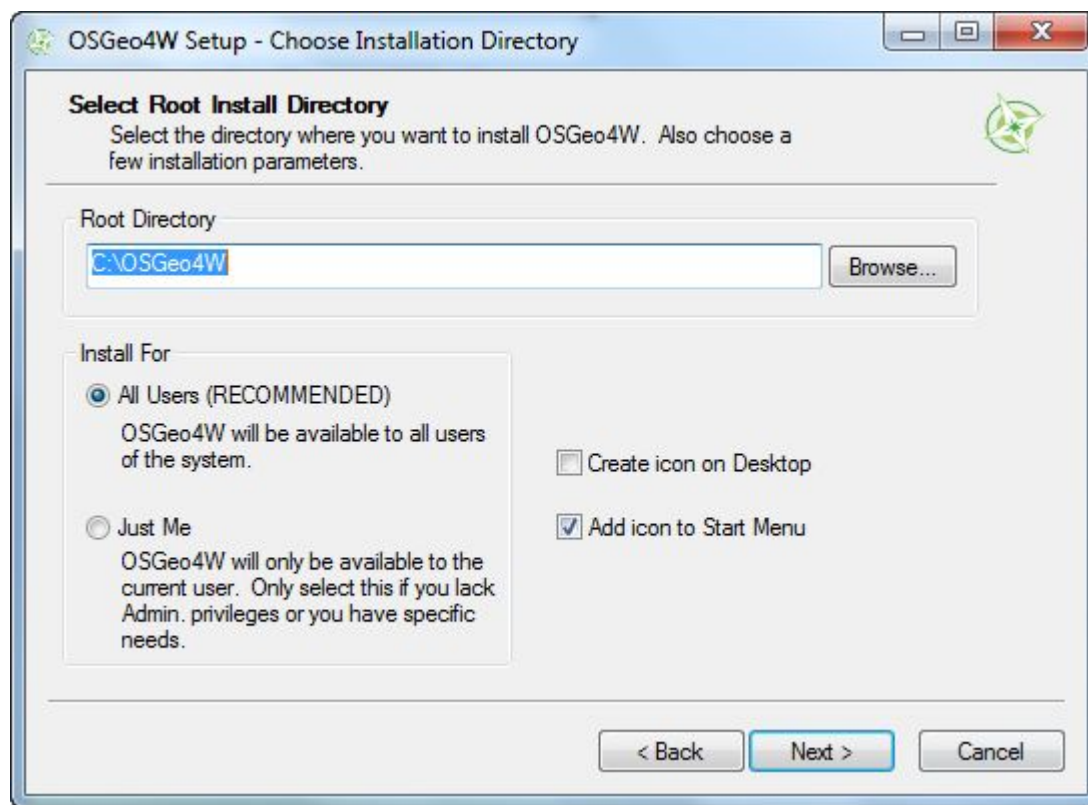 OSGeo4W Setup - Choose Installation Directory
Select Root Install Directory
Select the directory where you want to install OSGeo4W. Also choose a
few installation parameters.
Root Directory
C:\OSGeo4W
Browse...
Install For
All Users (RECOMMENDED)
OSGeo4W will be available to all users
of the system.
Just Me
OSGeo4W will only be available to the
current user. Only select this if you lack
Admin. privileges or you have specific
needs.
Create icon on Desktop
Add icon to Start Menu
< Back
Next >
Cancel